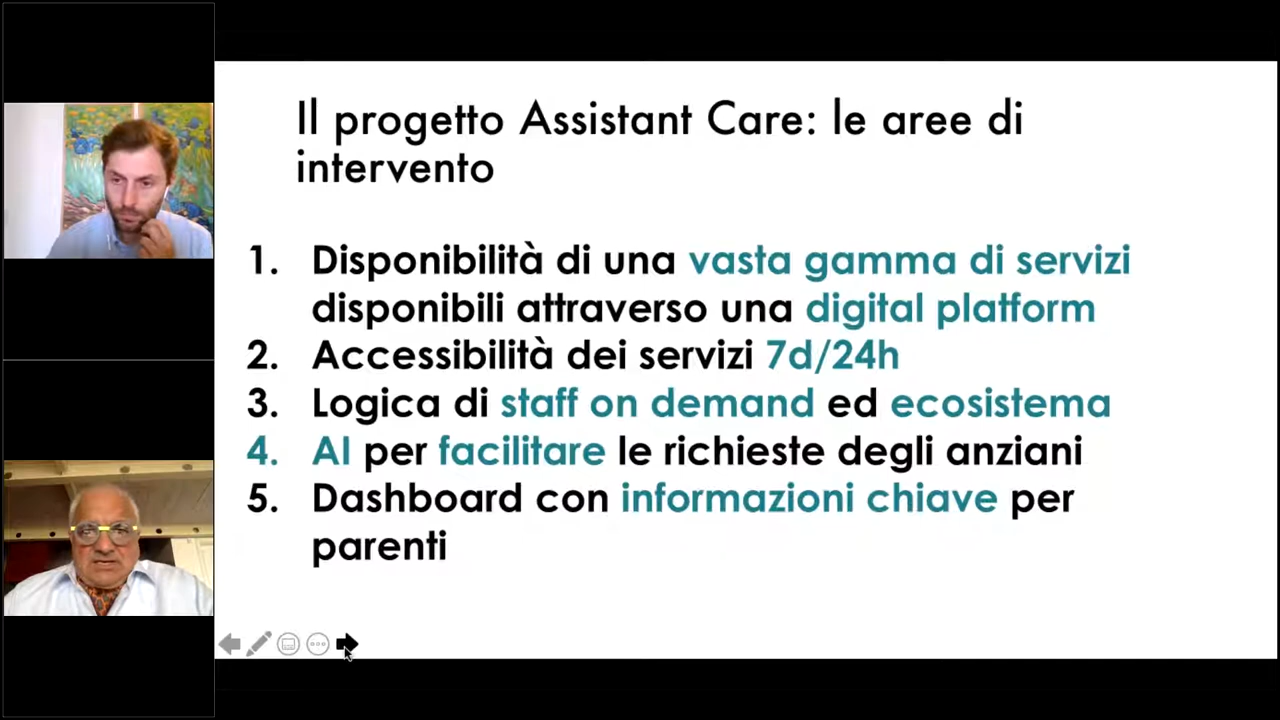 Il progetto Assistant Care: le aree di
intervento
1. Disponibilità di una vasta gamma di servizi
disponibili attraverso una digital platform
2. Accessibilità dei servizi 7d/24h
3. Logica di staff on demand ed ecosistema
4. AI per facilitare le richieste degli anziani
5. Dashboard con informazioni chiave per
parenti